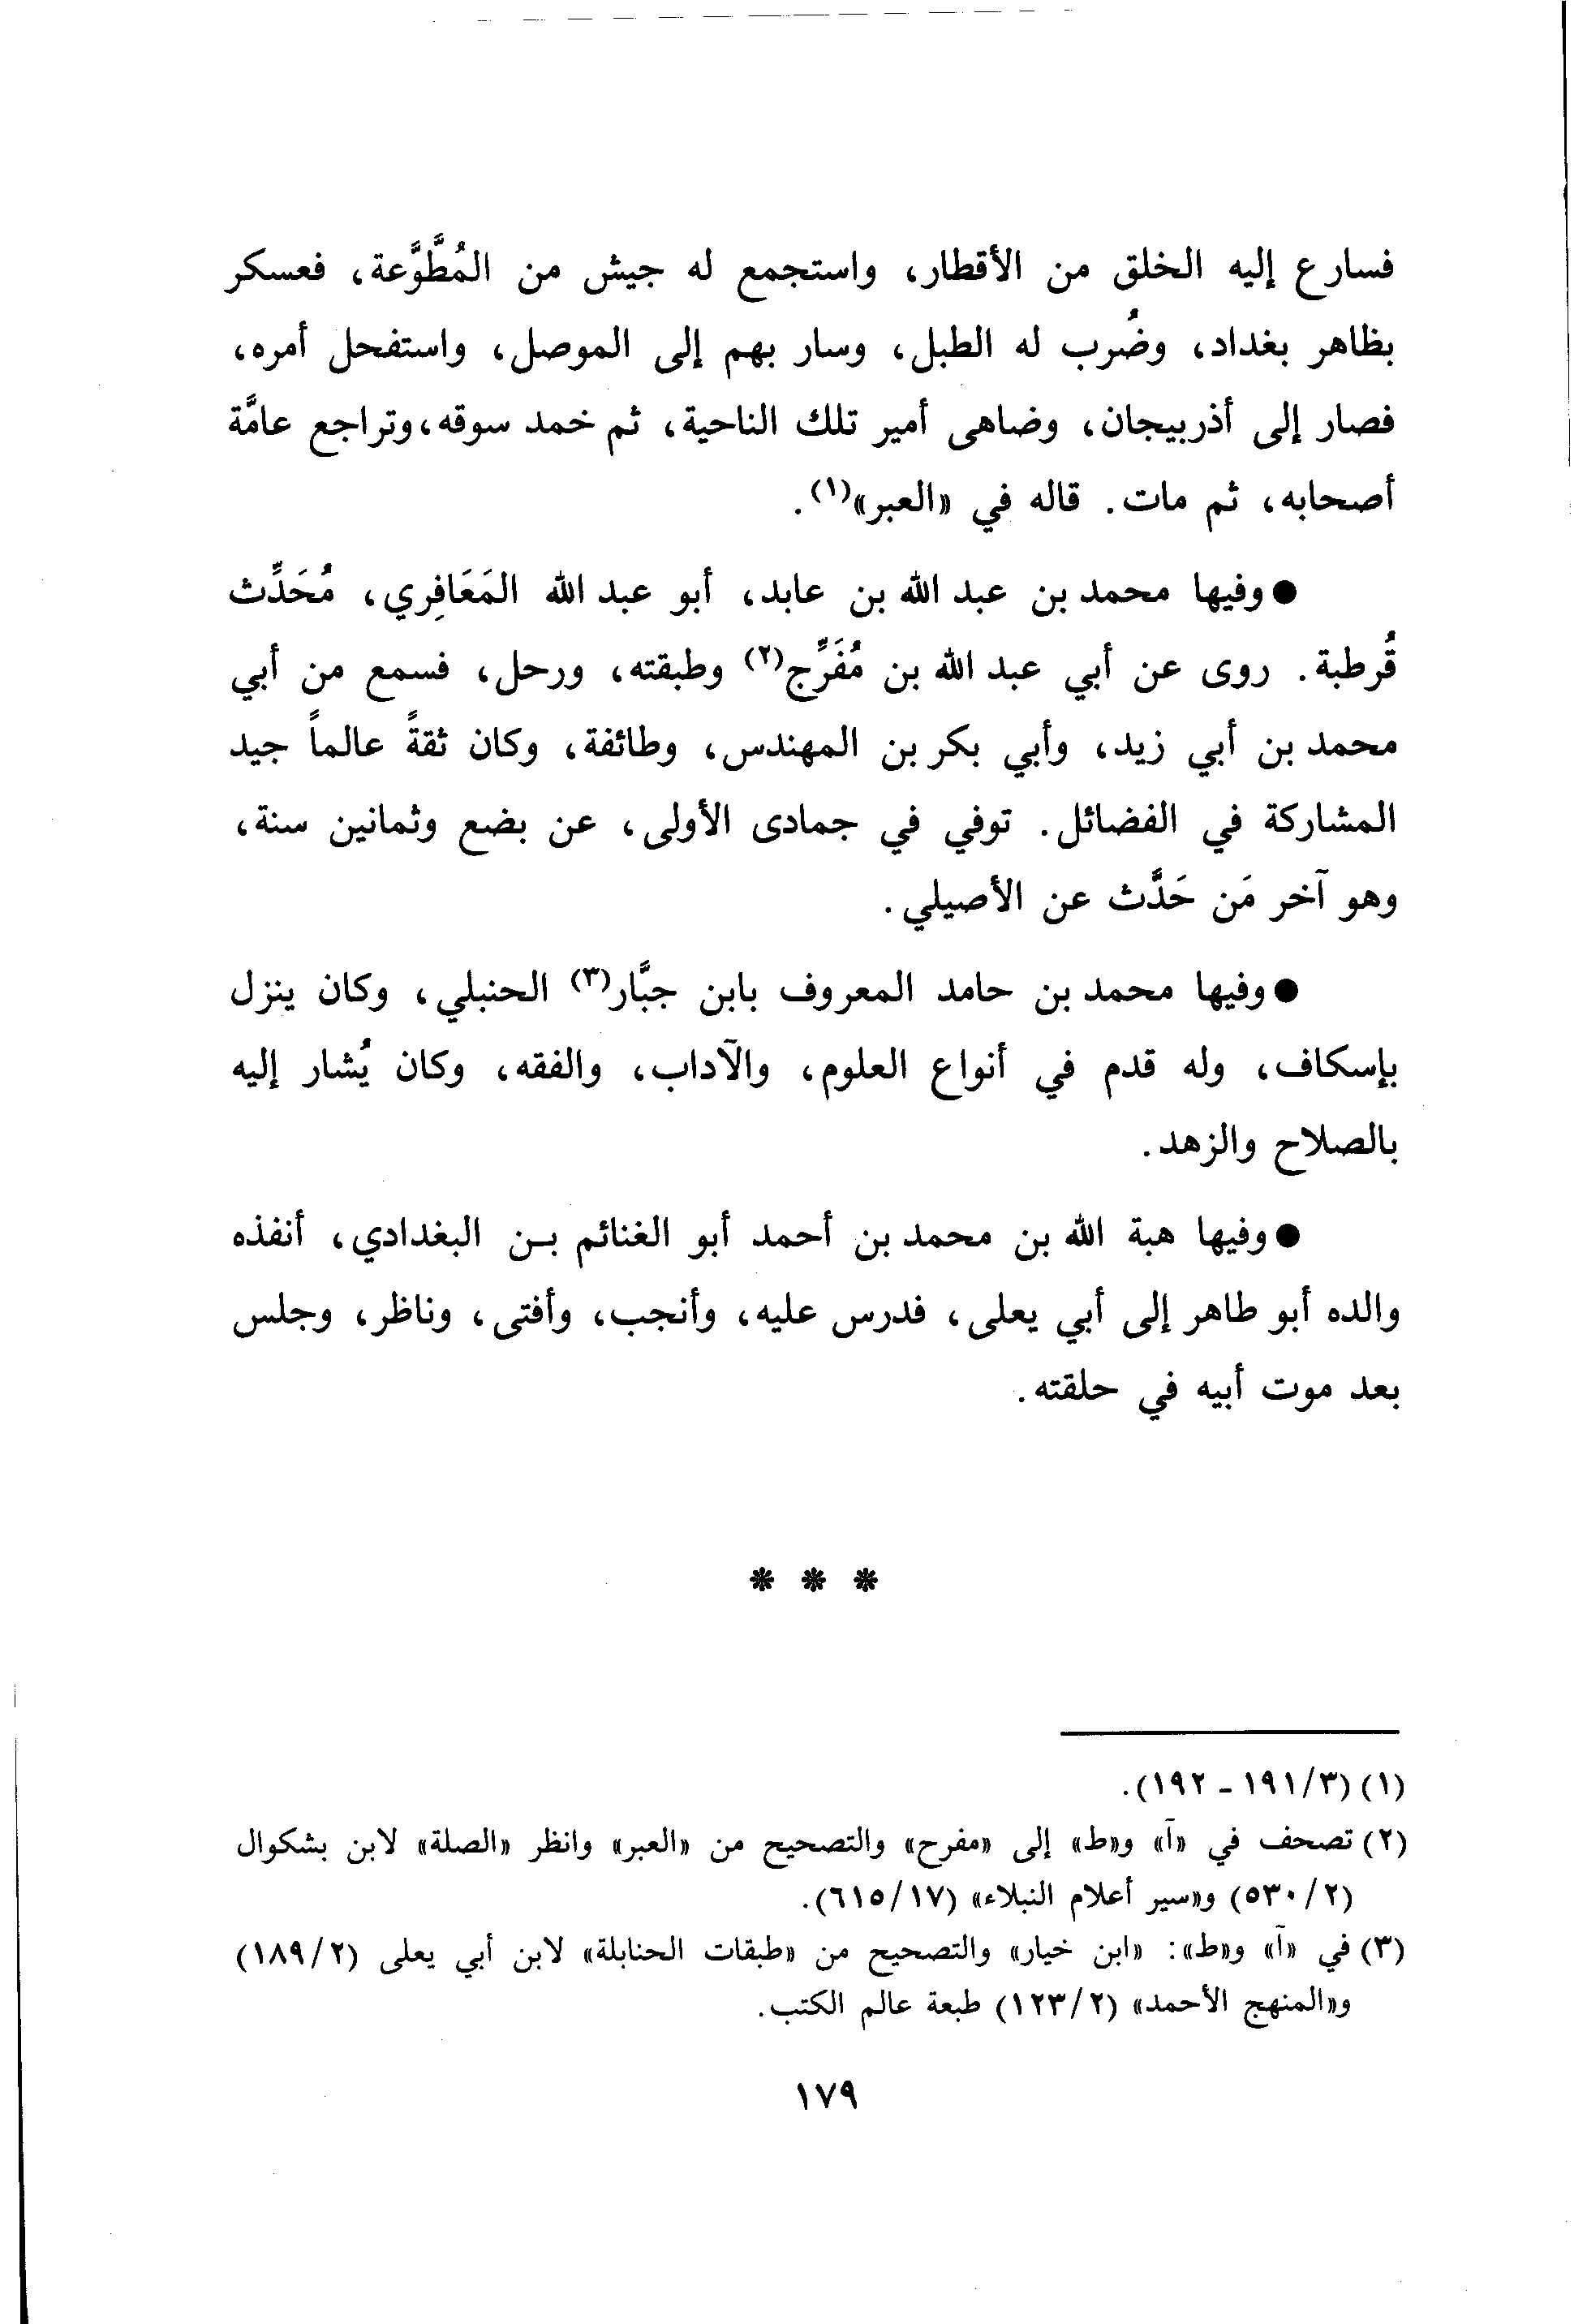 فسارع إليه الخلق من الأقطار، واستجمع له جيش من المُطَّوَّعة، فعسكر
بظاهر بغداد، وضُرب له الطبل، وسار بهم إلى الموصل، واستفحل أمره،
فصار إلى أذربيجان، وضاهى أمير تلك الناحية، ثم خمد سوقه، وتراجع عامَّة
أصحابه، ثم مات. قاله في «العبر»(١).
● وفيها محمد بن عبد الله بن عابد، أبو عبد الله المَعَافِري، مُحَدِّث
قُرطبة. روى عن أبي عبد الله بن مُفَرِّج(٢) وطبقته، ورحل، فسمع من أبي
محمد بن أبي زيد، وأبي بكر بن المهندس، وطائفة، وكان ثقةً عالماً جيد
المشاركة في الفضائل. توفي في جمادى الأولى، عن بضع وثمانين سنة،
وهو آخر مَن حَدَّث عن الأصيلي.
● وفيها محمد بن حامد المعروف بابن جبَّار(٣) الحنبلي، وكان ينزل
بإسكاف، وله قدم في أنواع العلوم، والآداب، والفقه، وكان يُشار إليه
بالصلاح والزهد.
● وفيها هبة الله بن محمد بن أحمد أبو الغنائم بـن البغدادي، أنفذه
والده أبو طاهر إلى أبي يعلى، فدرس عليه، وأنجب، وأفتى، وناظر، وجلس
بعد موت أبيه في حلقته.
* * *
(١) (٣/ ١٩١ - ١٩٢).
(٢) تصحف في «آ» و«ط» إلى «مفرح» والتصحيح من «العبر» وانظر «الصلة» لابن بشكوال
(٢/ ٥٣٠) و«سير أعلام النبلاء» (١٧/ ٦١٥).
(٣) في «آ» و«ط»: «ابن خيار» والتصحيح من «طبقات الحنابلة» لابن أبي يعلى (٢/ ١٨٩)
و«المنهج الأحمد» (٢/ ١٢٣) طبعة عالم الكتب.
١٧٩